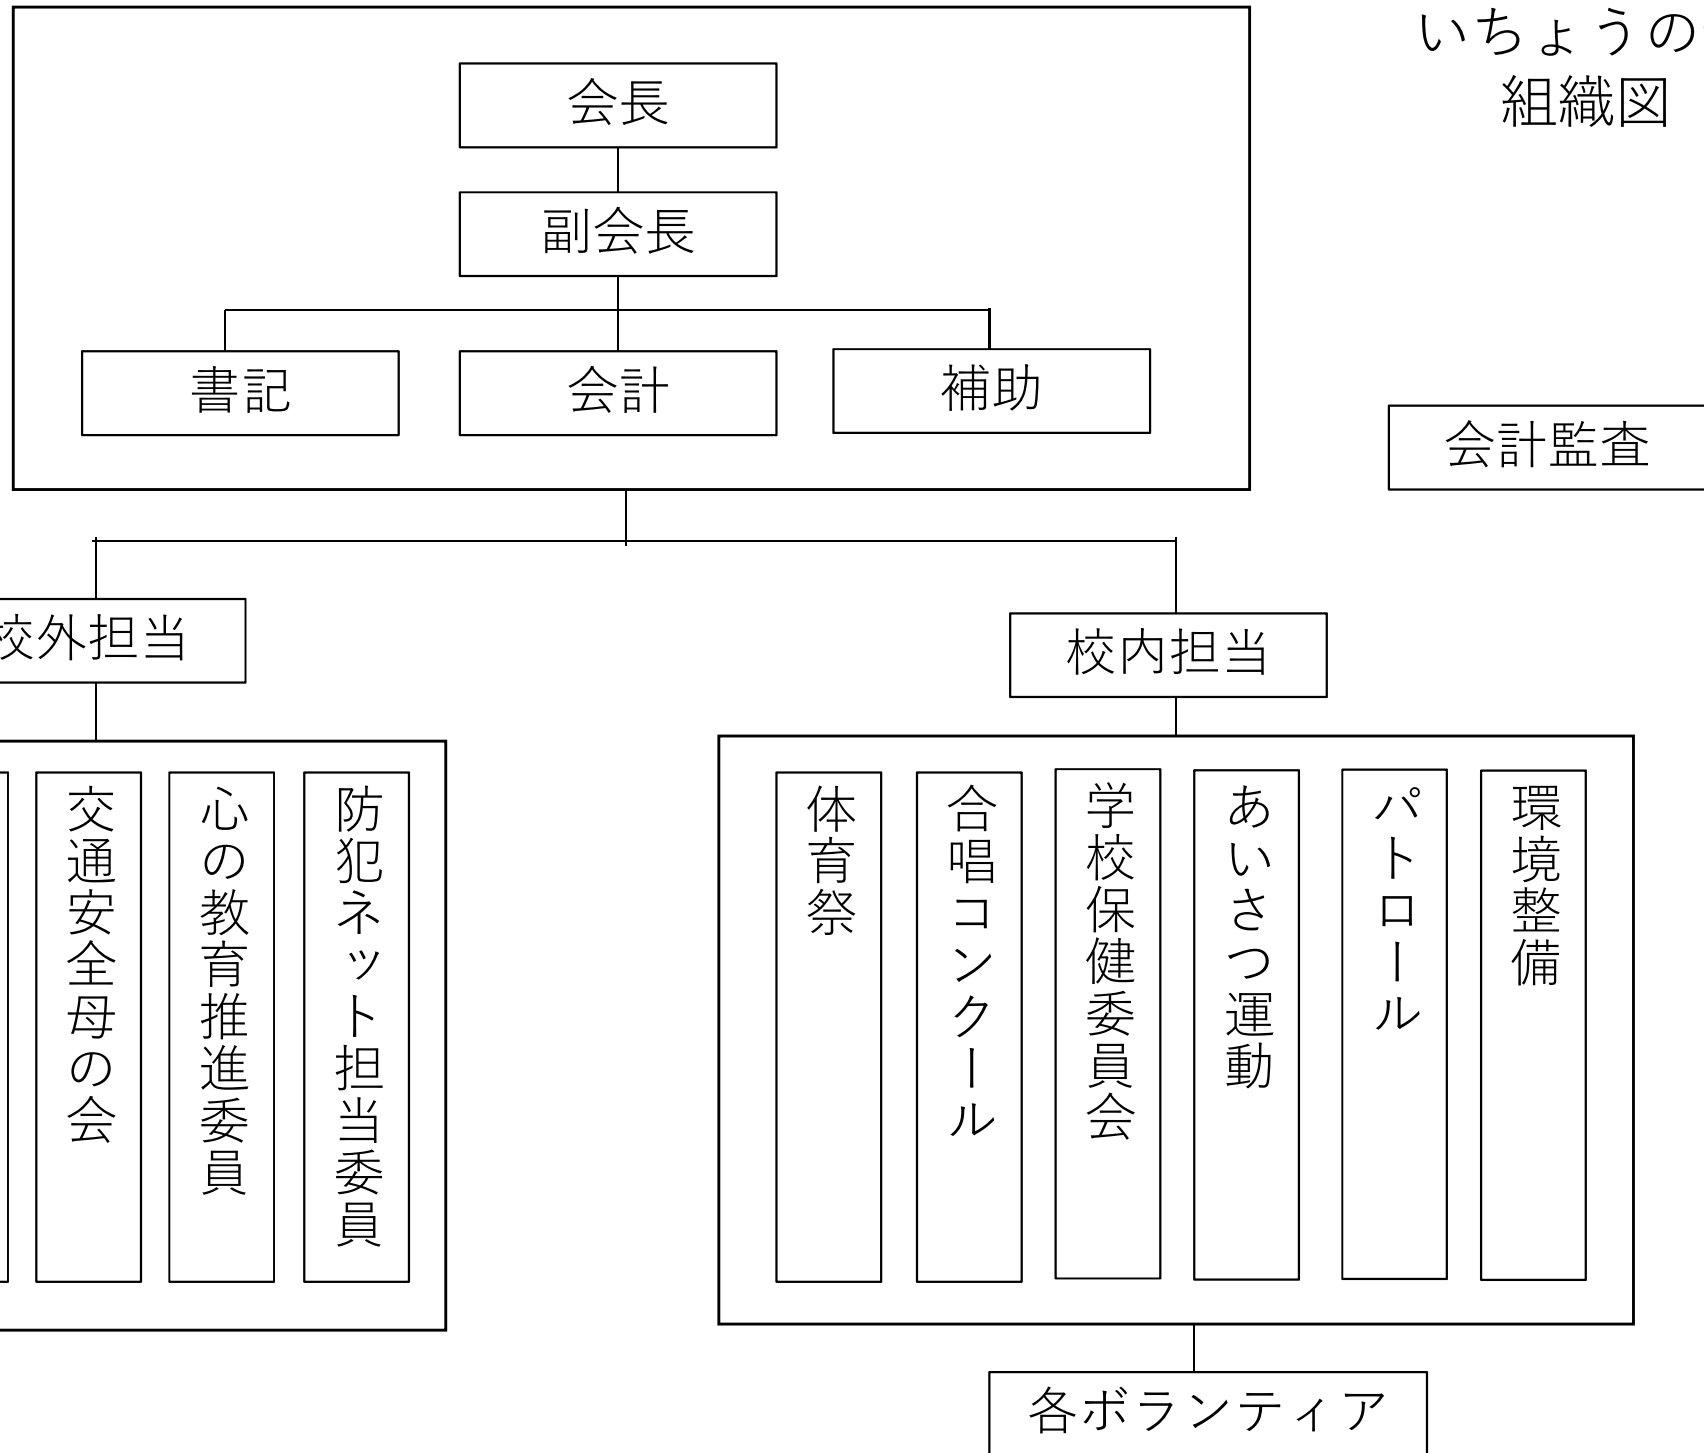 いちょうの
組織図
会長
副会長
書記
会計
補助
会計監査
校外担当
校内担当
交通安全母の会
心の教育推進委員
防犯ネット担当委員
体育祭
合唱コンクール
学校保健委員会
あいさつ運動
パトロール
環境整備
各ボランティア